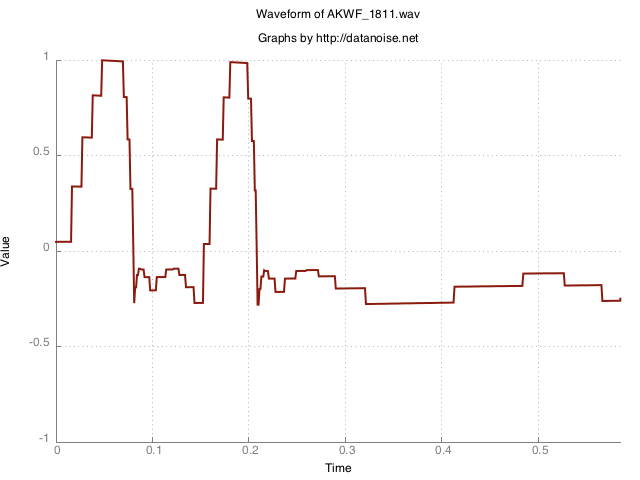 Waveform of AKWF_1811.wav
Graphs by http://datanoise.net
1
0.5
0
-0.5
-1
Value
0 0.1 0.2 0.3 0.4 0.5
Time